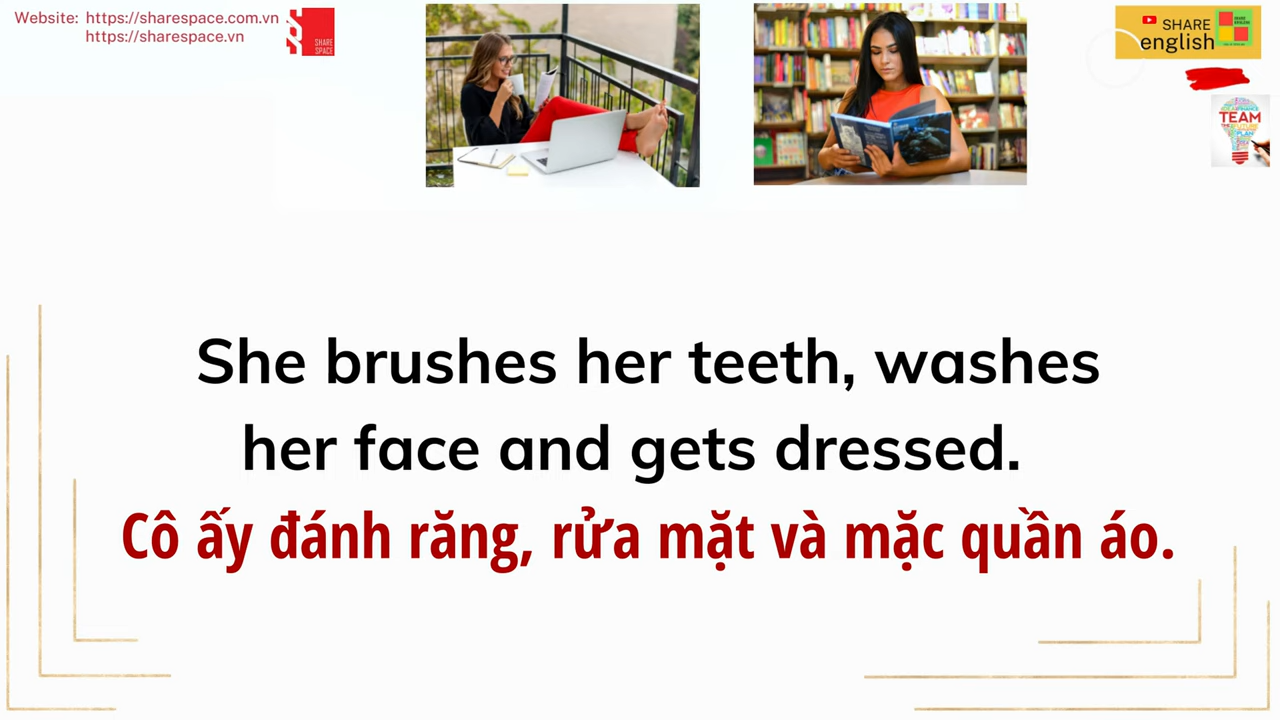 Website: https://sharespace.com.vn
https://sharespace.vn
SHARE
SPACE
SHARE
english
TEAM
PLAN
She brushes her teeth, washes
her face and gets dressed.
Cô ấy đánh răng, rửa mặt và mặc quần áo.